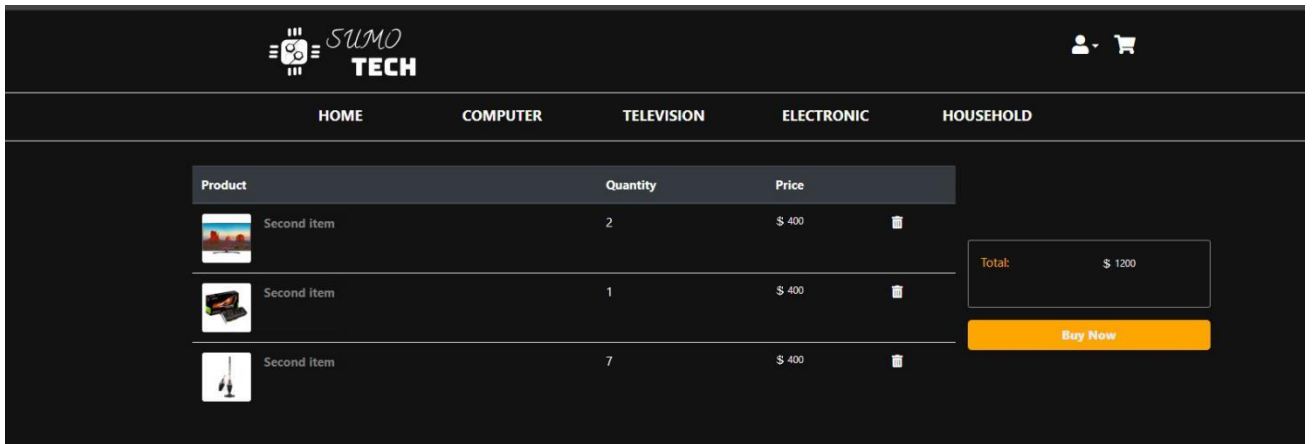 SUMO
TECH
HOME COMPUTER TELEVISION ELECTRONIC HOUSEHOLD
Product Quantity Price
Second item 2 $ 400
Total: $ 1200
Second item 1 $ 400
Buy Now
Second item 7 $ 400